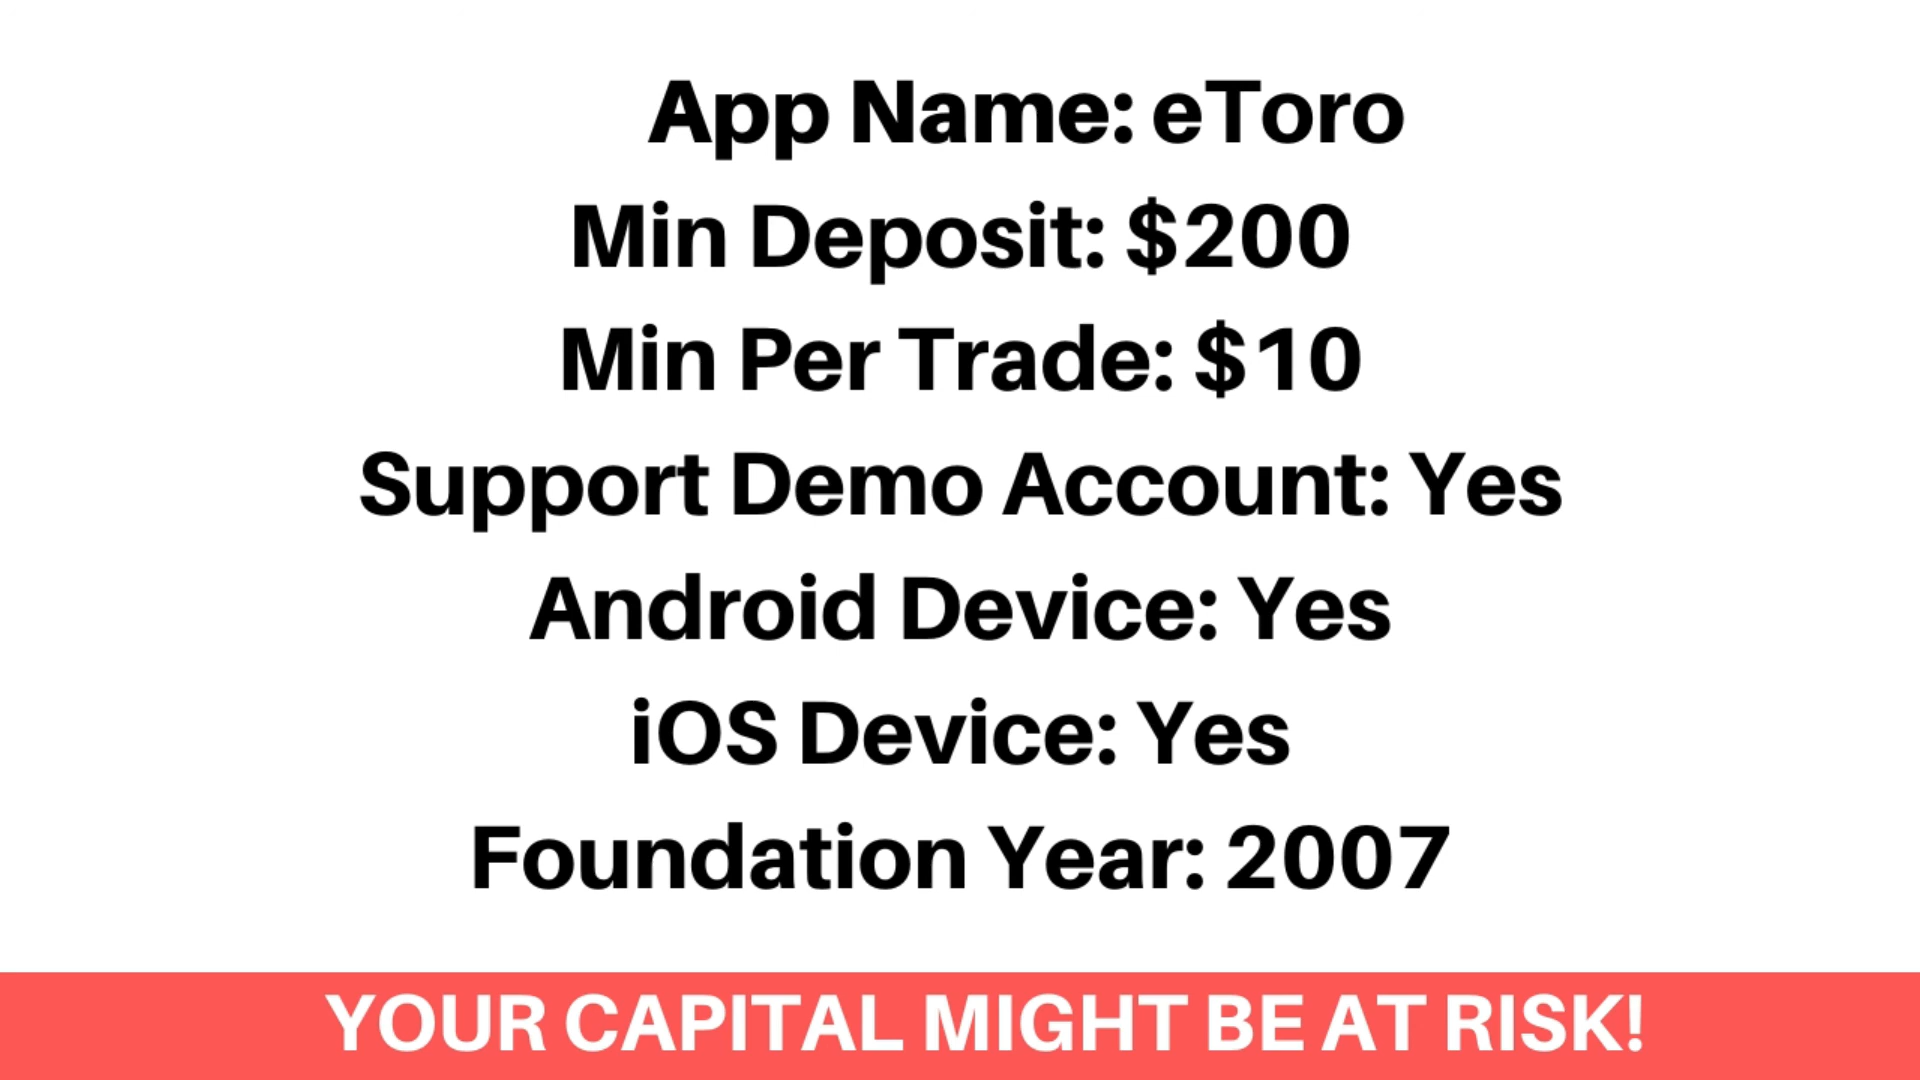 App Name: eToro
Min Deposit: $200
Min Per Trade: $10
Support Demo Account: Yes
Android Device: Yes
iOS Device: Yes
Foundation Year: 2007
YOUR CAPITAL MIGHT BE AT RISK!